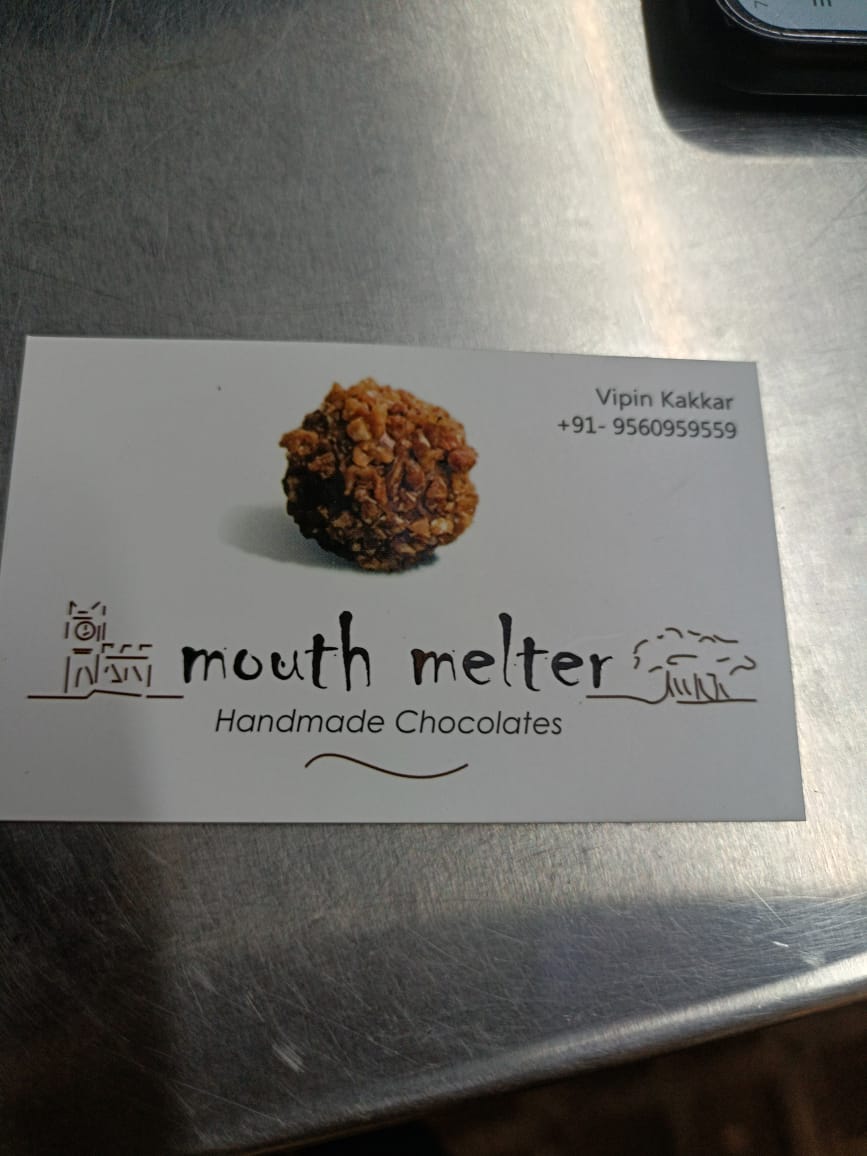 Vipin Kakkar
+91- 9560959559
mouth melter
Handmade Chocolates